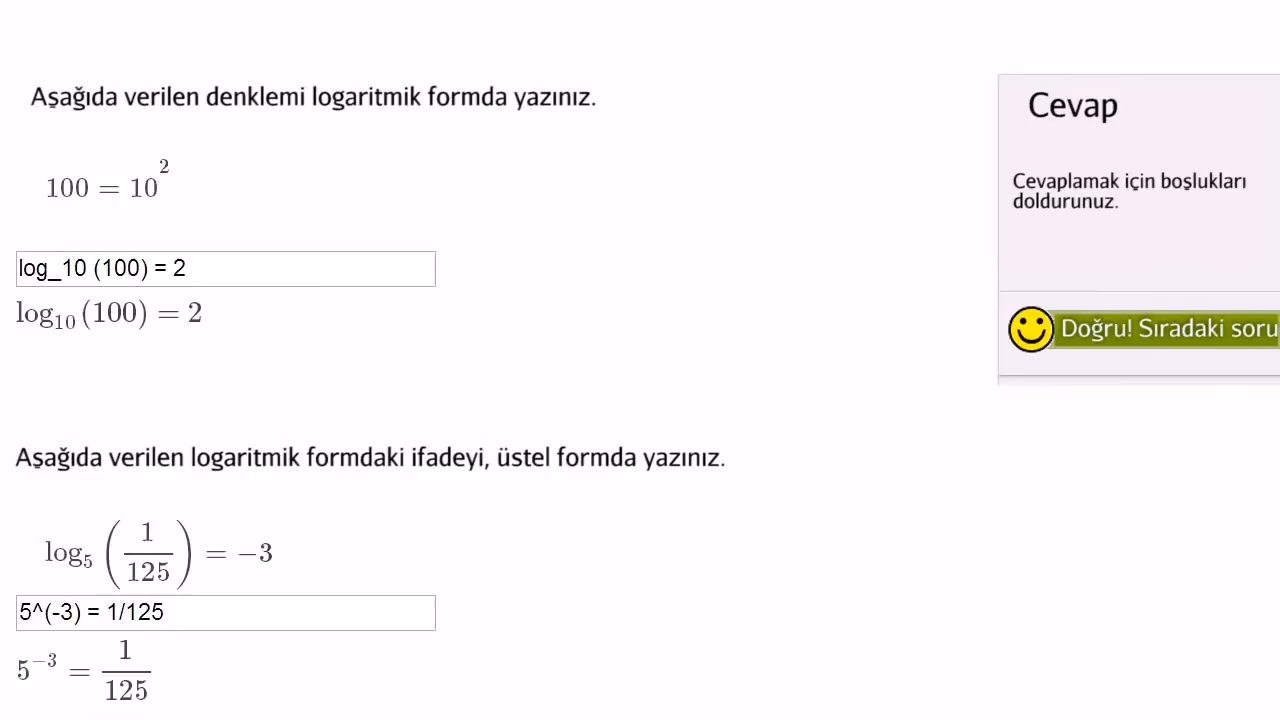 Aşağıda verilen denklemi logaritmik formda yazınız.
100 = 10^2
log_10 (100) = 2
log₁₀ (100) = 2
Cevap
Cevaplamak için boşlukları
doldurunuz.
Doğru! Sıradaki soru
Aşağıda verilen logaritmik formdaki ifadeyi, üstel formda yazınız.
log₅ (1/125) = −3
5^(-3) = 1/125
5⁻³ = 1/125